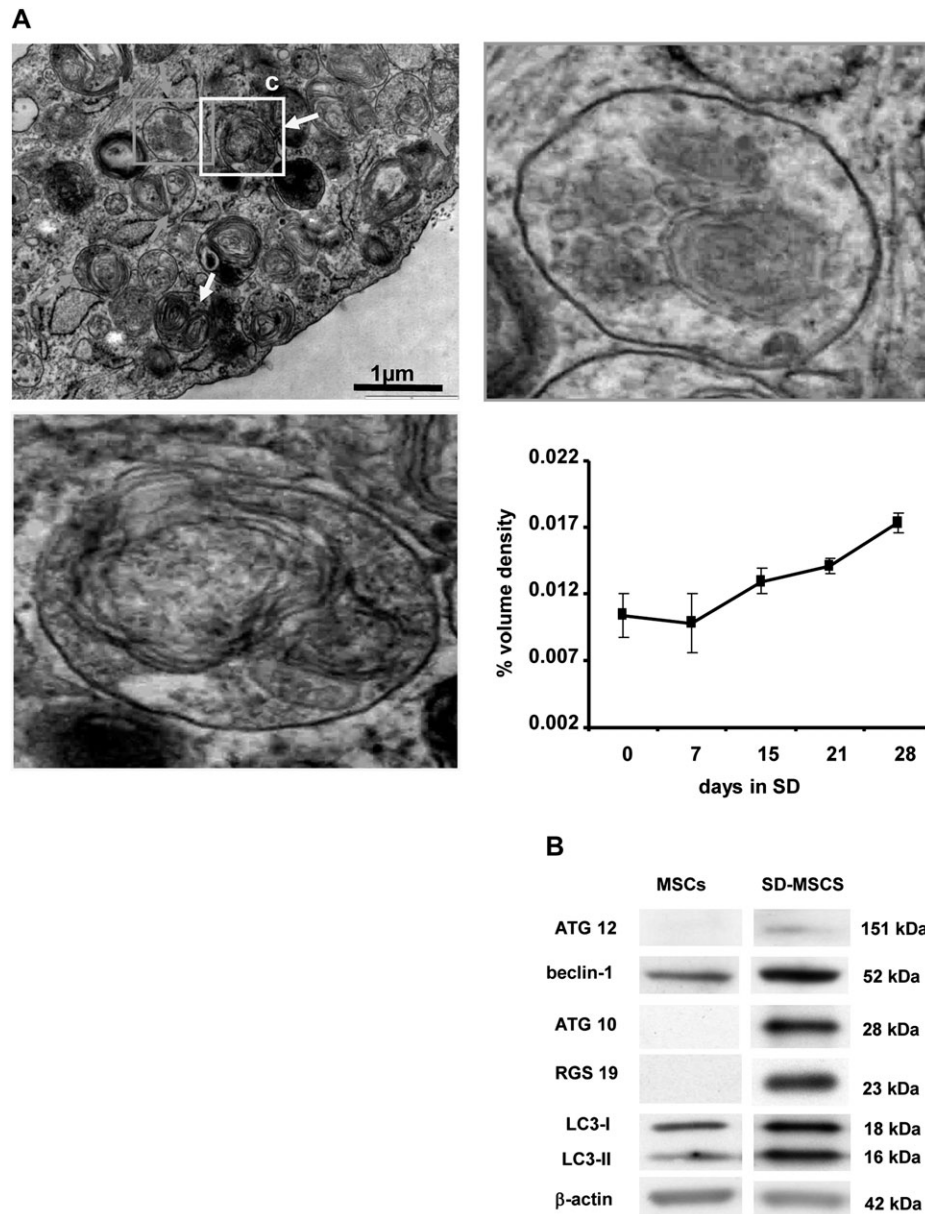 A
C
1µm
0.022
0.017
0.012
0.007
0.002
% volume density
0 7 15 21 28
days in SD
B
MSCs SD-MSCS
ATG 12 151 kDa
beclin-1 52 kDa
ATG 10 28 kDa
RGS 19 23 kDa
LC3-I 18 kDa
LC3-II 16 kDa
β-actin 42 kDa